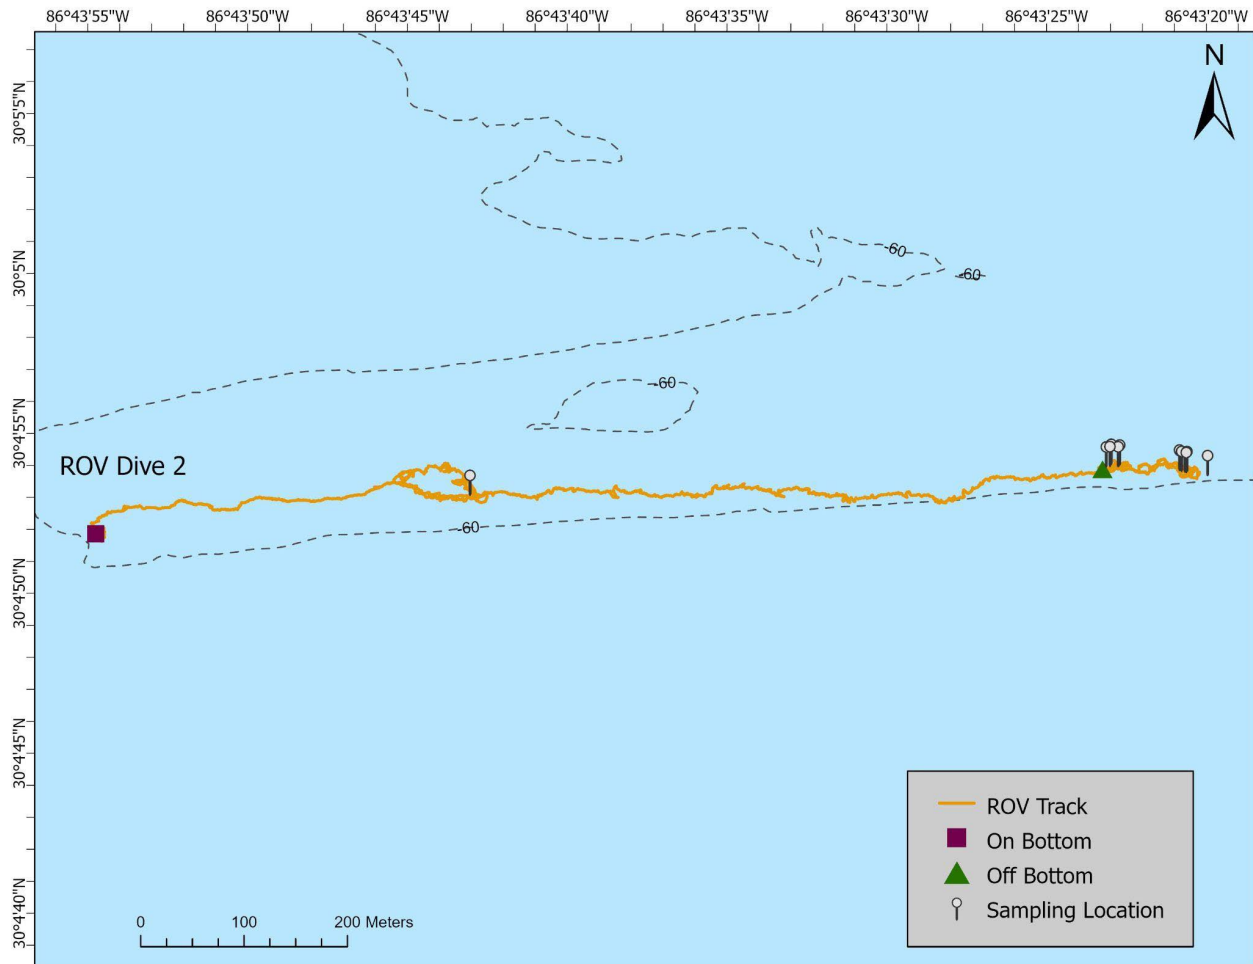 86°43'55"W 86°43'50"W 86°43'45"W 86°43'40"W 86°43'35"W 86°43'30"W 86°43'25"W 86°43'20"W
N
30°5'5"N
-60
30°5'N
-60
-60
30°4'55"N
ROV Dive 2
-60
30°4'50"N
30°4'45"N
ROV Track
On Bottom
Off Bottom
Sampling Location
30°4'40"N
0 100 200 Meters